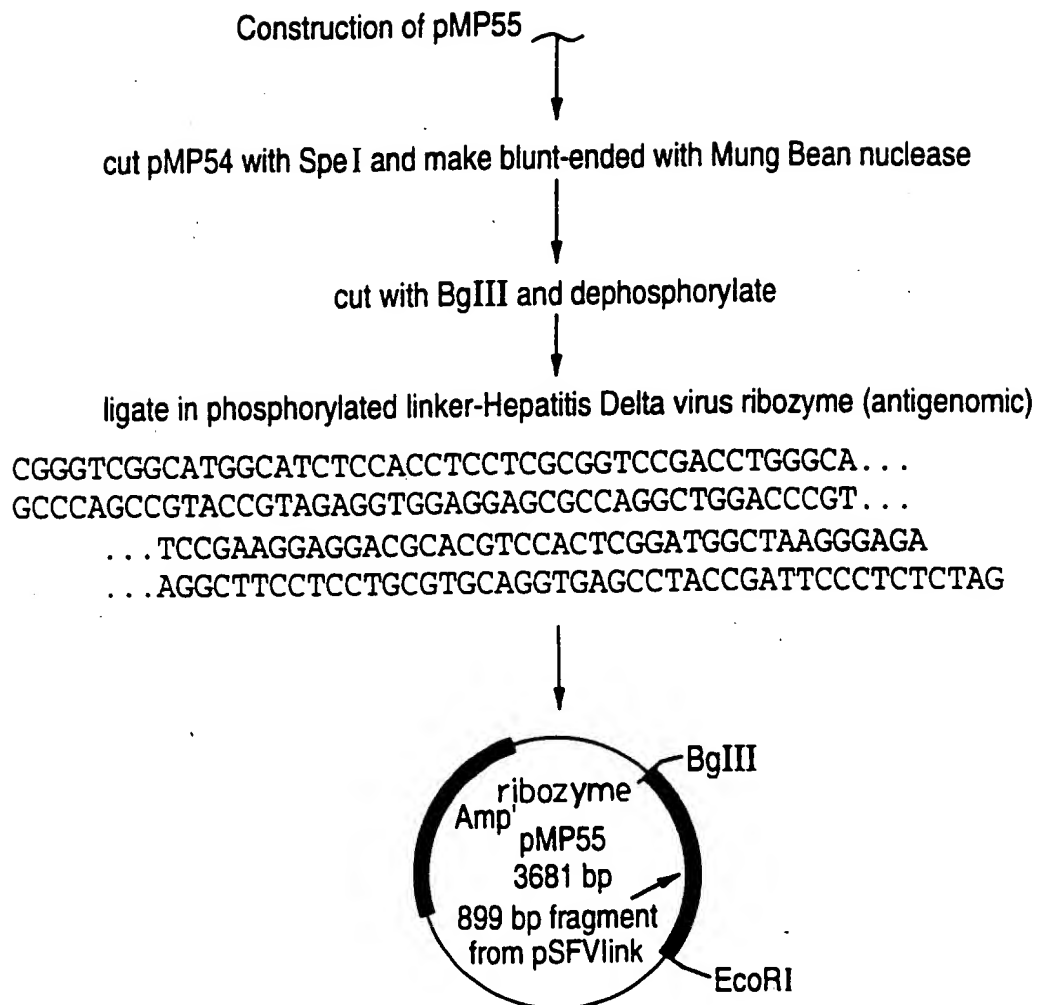 Construction of pMP55
cut pMP54 with Spe I and make blunt-ended with Mung Bean nuclease
cut with BgIII and dephosphorylate
ligate in phosphorylated linker-Hepatitis Delta virus ribozyme (antigenomic)
CGGGTCGGCATGGCATCTCCACCTCCTCGCGGTCCGACCTGGGCA...
GCCCAGCCGTACCGTAGAGGTGGAGGAGCGCCAGGCTGGACCCGT...
...TCCGAAGGAGGACGCACGTCCACTCGGATGGCTAAGGGAGA
...AGGCTTCCTCCTGCGTGCAGGTGAGCCTACCGATTCCCTCTCTAG
BgIII
ribozyme
Amp'
pMP55
3681 bp
899 bp fragment
from pSFVlink
EcoRI